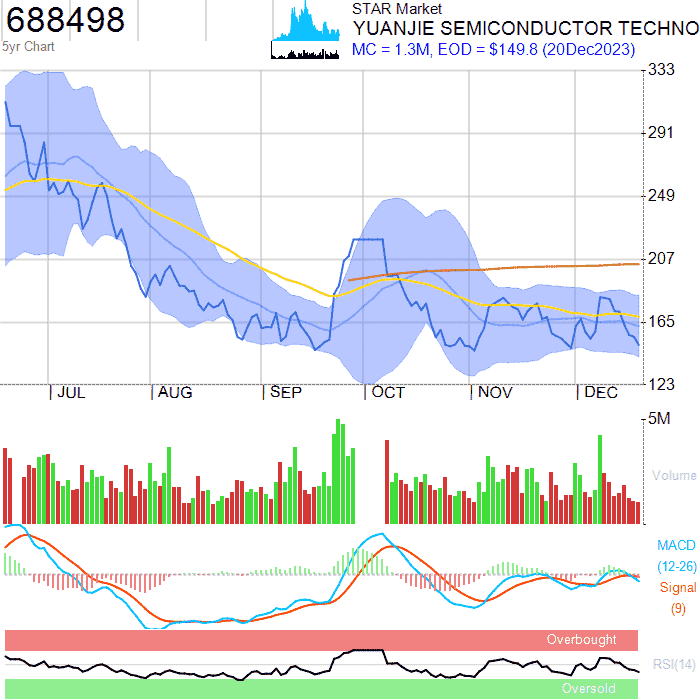 688498
5yr Chart
STAR Market
YUANJIE SEMICONDUCTOR TECHNO
MC = 1.3M, EOD = $149.8 (20Dec2023)
333
291
249
207
165
123
JUL AUG SEP OCT NOV DEC
5M
Volume
MACD
(12-26)
Signal
(9)
Overbought
RSI(14)
Oversold